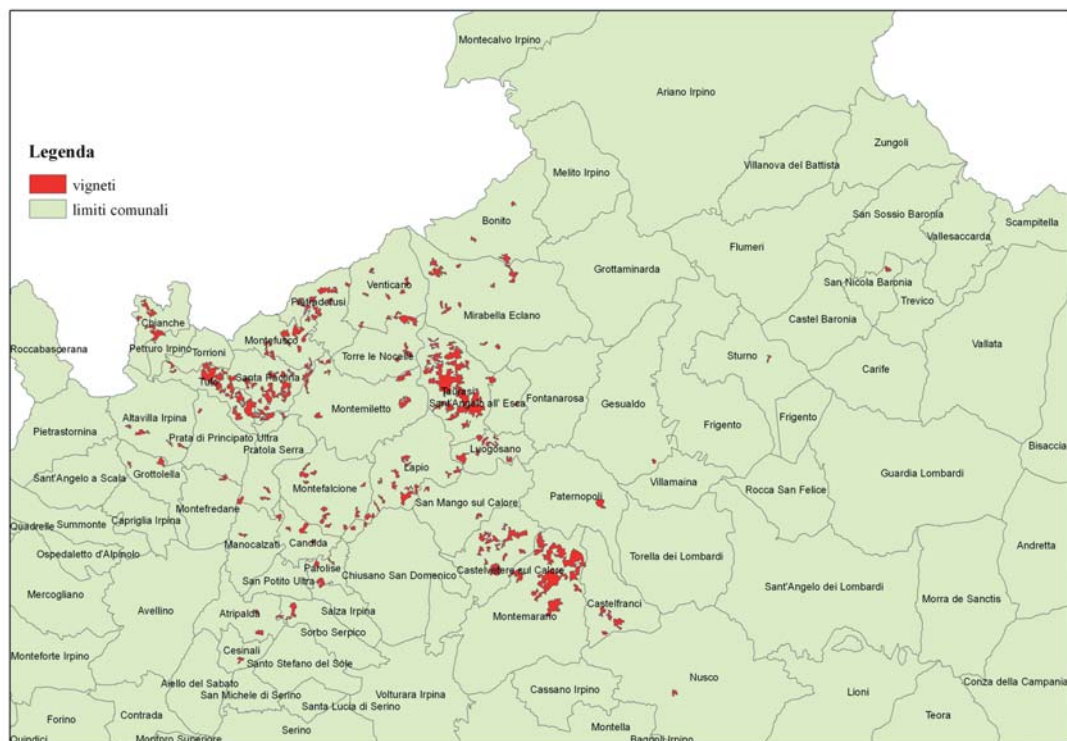 Montecalvo Irpino
Ariano Irpino
Zungoli
Legenda
Villanova del Battista
Melito Irpino
vigneti
limiti comunali
Bonito
San Sossio Baronia
Scampitella
Vallesaccarda
Flumeri
Grottaminarda
Venticano
San Nicola Baronia
Pietradefusi
Trevico
Mirabella Eclano
Castel Baronia
Chianche
Montefusco
Vallata
Roccabascerana
Petruro Irpino
Torrioni
Torre le Nocelle
Sturno
Carife
Santa Paolina
Tufo
Taurasi
Fontanarosa
Sant'Angelo all' Esca
Gesualdo
Montemiletto
Altavilla Irpina
Frigento
Frigento
Pietrastornina
Prata di Principato Ultra
Bisaccia
Pratola Serra
Luogosano
Lapio
Guardia Lombardi
Sant'Angelo a Scala
Grottolella
Montefalcione
Villamaina
Montefredane
Rocca San Felice
San Mango sul Calore
Paternopoli
Capriglia Irpina
Quadrelle
Summonte
Manocalzati
Candida
Andretta
Ospedaletto d'Alpinolo
Torella dei Lombardi
Parolise
Castelvetere sul Calore
Chiusano San Domenico
San Potito Ultra
Sant'Angelo dei Lombardi
Mercogliano
Avellino
Morra de Sanctis
Castelfranci
Salza Irpina
Atripalda
Montemarano
Sorbo Serpico
Cesinali
Monteforte Irpino
Santo Stefano del Sole
Nusco
Conza della Campania
Aiello del Sabato
Cassano Irpino
San Michele di Serino
Volturara Irpina
Lioni
Santa Lucia di Serino
Forino
Contrada
Teora
Montella
Serino
Quindici
Montoro Superiore
Bagnoli Irpino